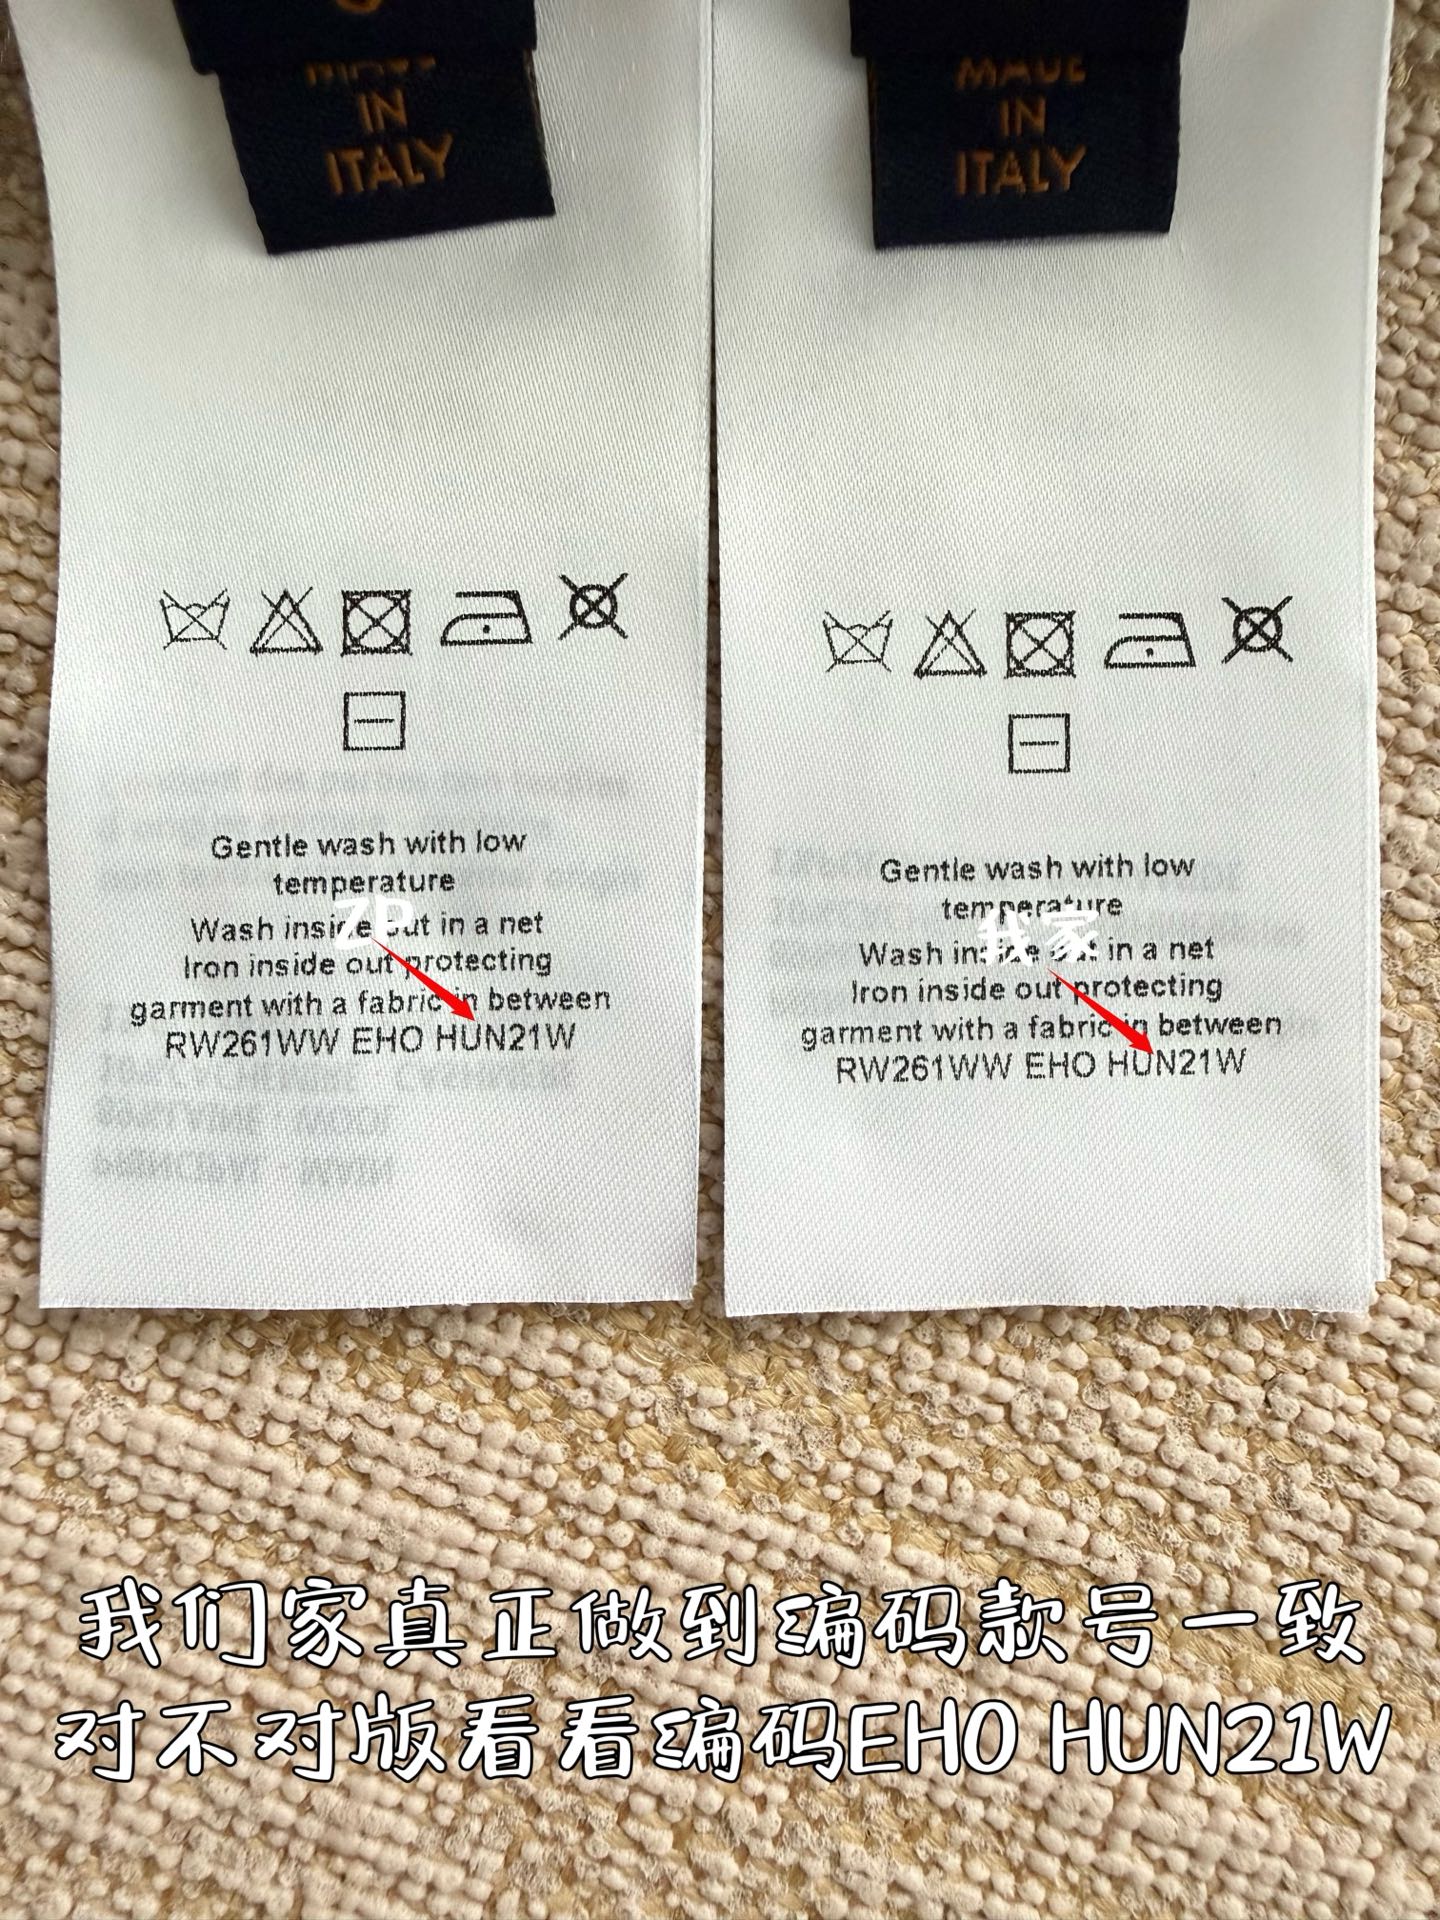 MADE
IN
ITALY
Gentle wash with low
temperature
Wash inside out in a net
Iron inside out protecting
garment with a fabric in between
RW261WW EHO HUN21W
ZP
MADE
IN
ITALY
Gentle wash with low
temperature
Wash inside out in a net
Iron inside out protecting
garment with a fabric in between
RW261WW EHO HUN21W
我家
我们家真正做到编码款号一致
对不对版看看编码EHO HUN21W